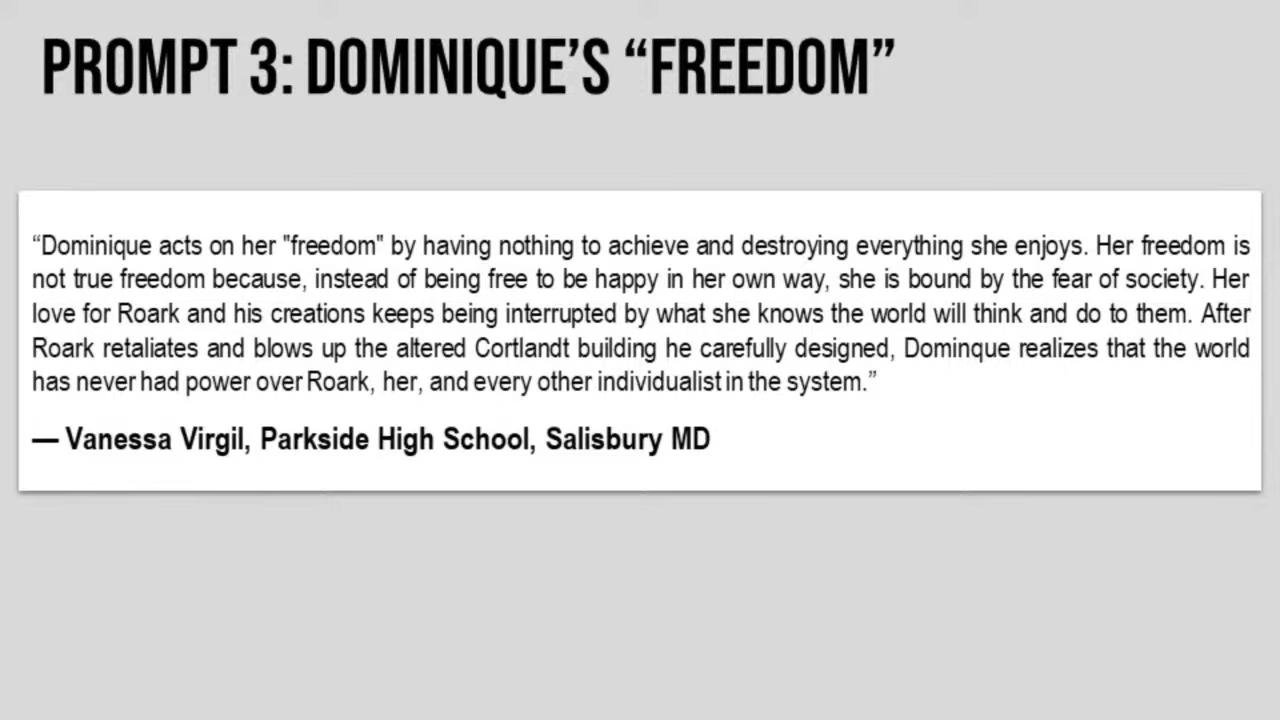 PROMPT 3: DOMINIQUE’S “FREEDOM”
“Dominique acts on her "freedom" by having nothing to achieve and destroying everything she enjoys. Her freedom is
not true freedom because, instead of being free to be happy in her own way, she is bound by the fear of society. Her
love for Roark and his creations keeps being interrupted by what she knows the world will think and do to them. After
Roark retaliates and blows up the altered Cortlandt building he carefully designed, Dominque realizes that the world
has never had power over Roark, her, and every other individualist in the system.”
— Vanessa Virgil, Parkside High School, Salisbury MD